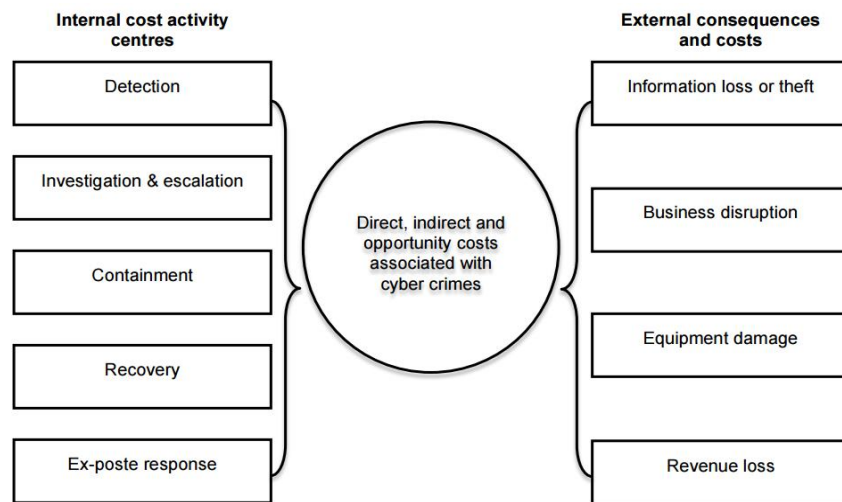 Internal cost activity
centres
Detection
Investigation & escalation
Containment
Recovery
Ex-poste response
Direct, indirect and
opportunity costs
associated with
cyber crimes
External consequences
and costs
Information loss or theft
Business disruption
Equipment damage
Revenue loss